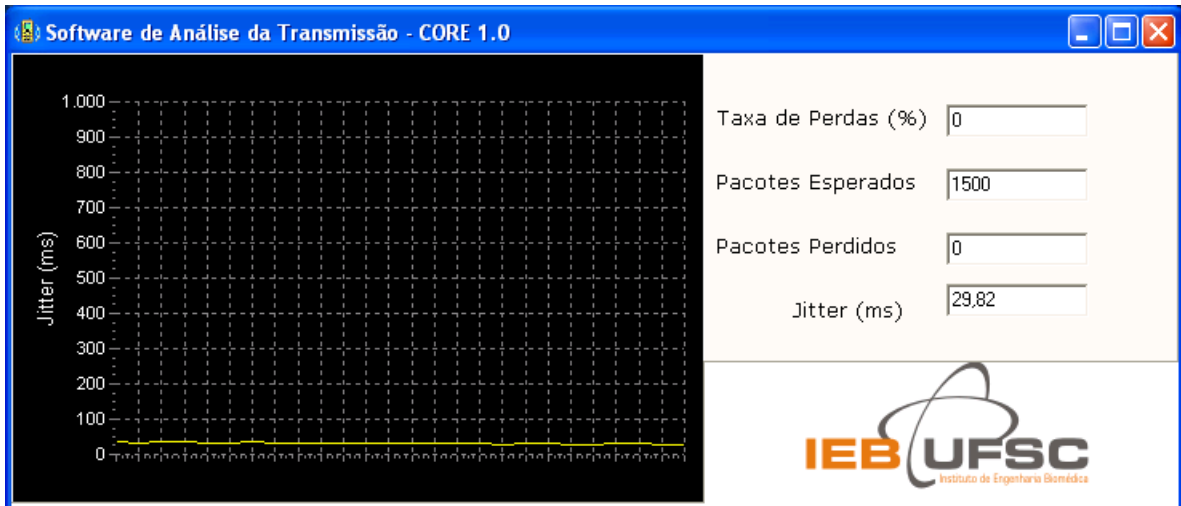 Software de Análise da Transmissão - CORE 1.0
1.000
900
800
700
600
500
400
300
200
100
0
Jitter (ms)
Taxa de Perdas (%) 0
Pacotes Esperados 1500
Pacotes Perdidos 0
Jitter (ms) 29,82
IEB UFSC
Instituto de Engenharia Biomédica